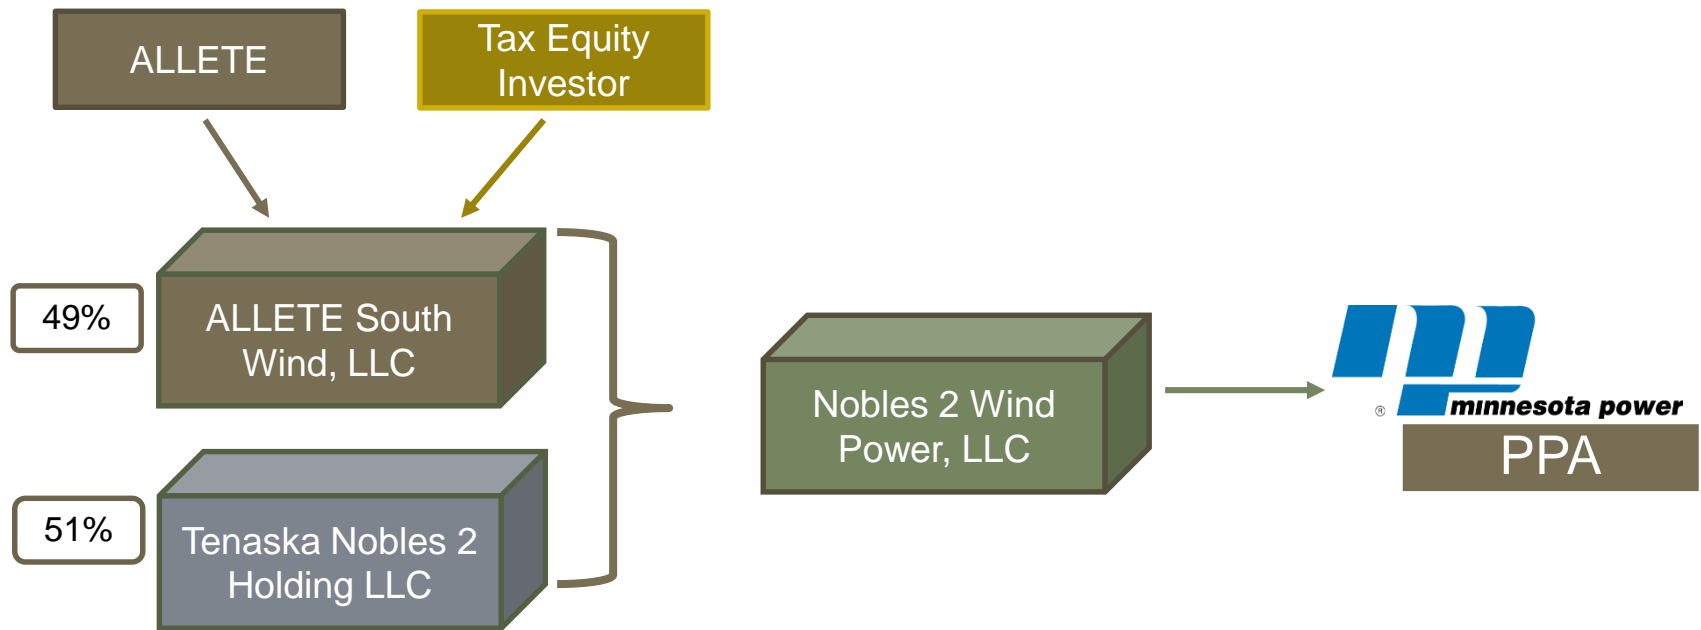 ALLETE
Tax Equity
Investor
49%
ALLETE South
Wind, LLC
51%
Tenaska Nobles 2
Holding LLC
Nobles 2 Wind
Power, LLC
mp
®
minnesota power
PPA